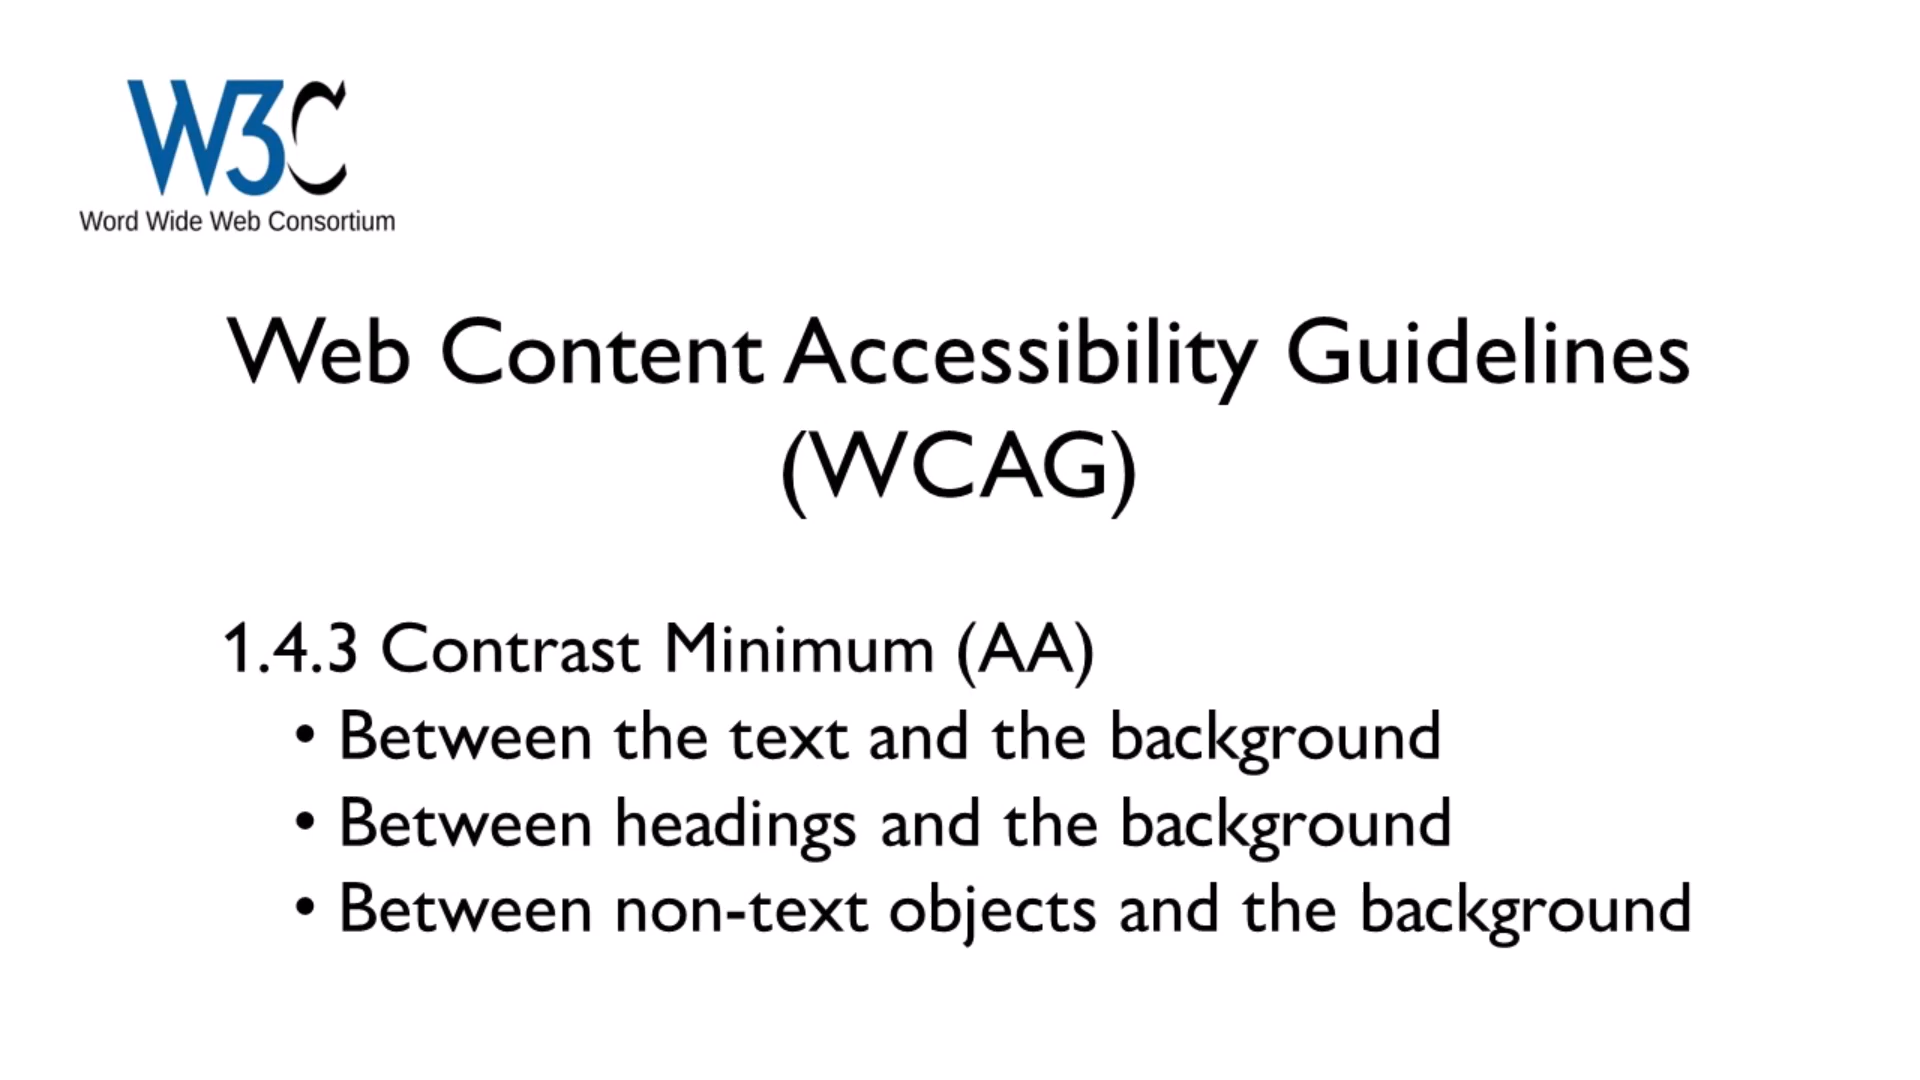 W3C
Word Wide Web Consortium
Web Content Accessibility Guidelines
(WCAG)
1.4.3 Contrast Minimum (AA)
• Between the text and the background
• Between headings and the background
• Between non-text objects and the background